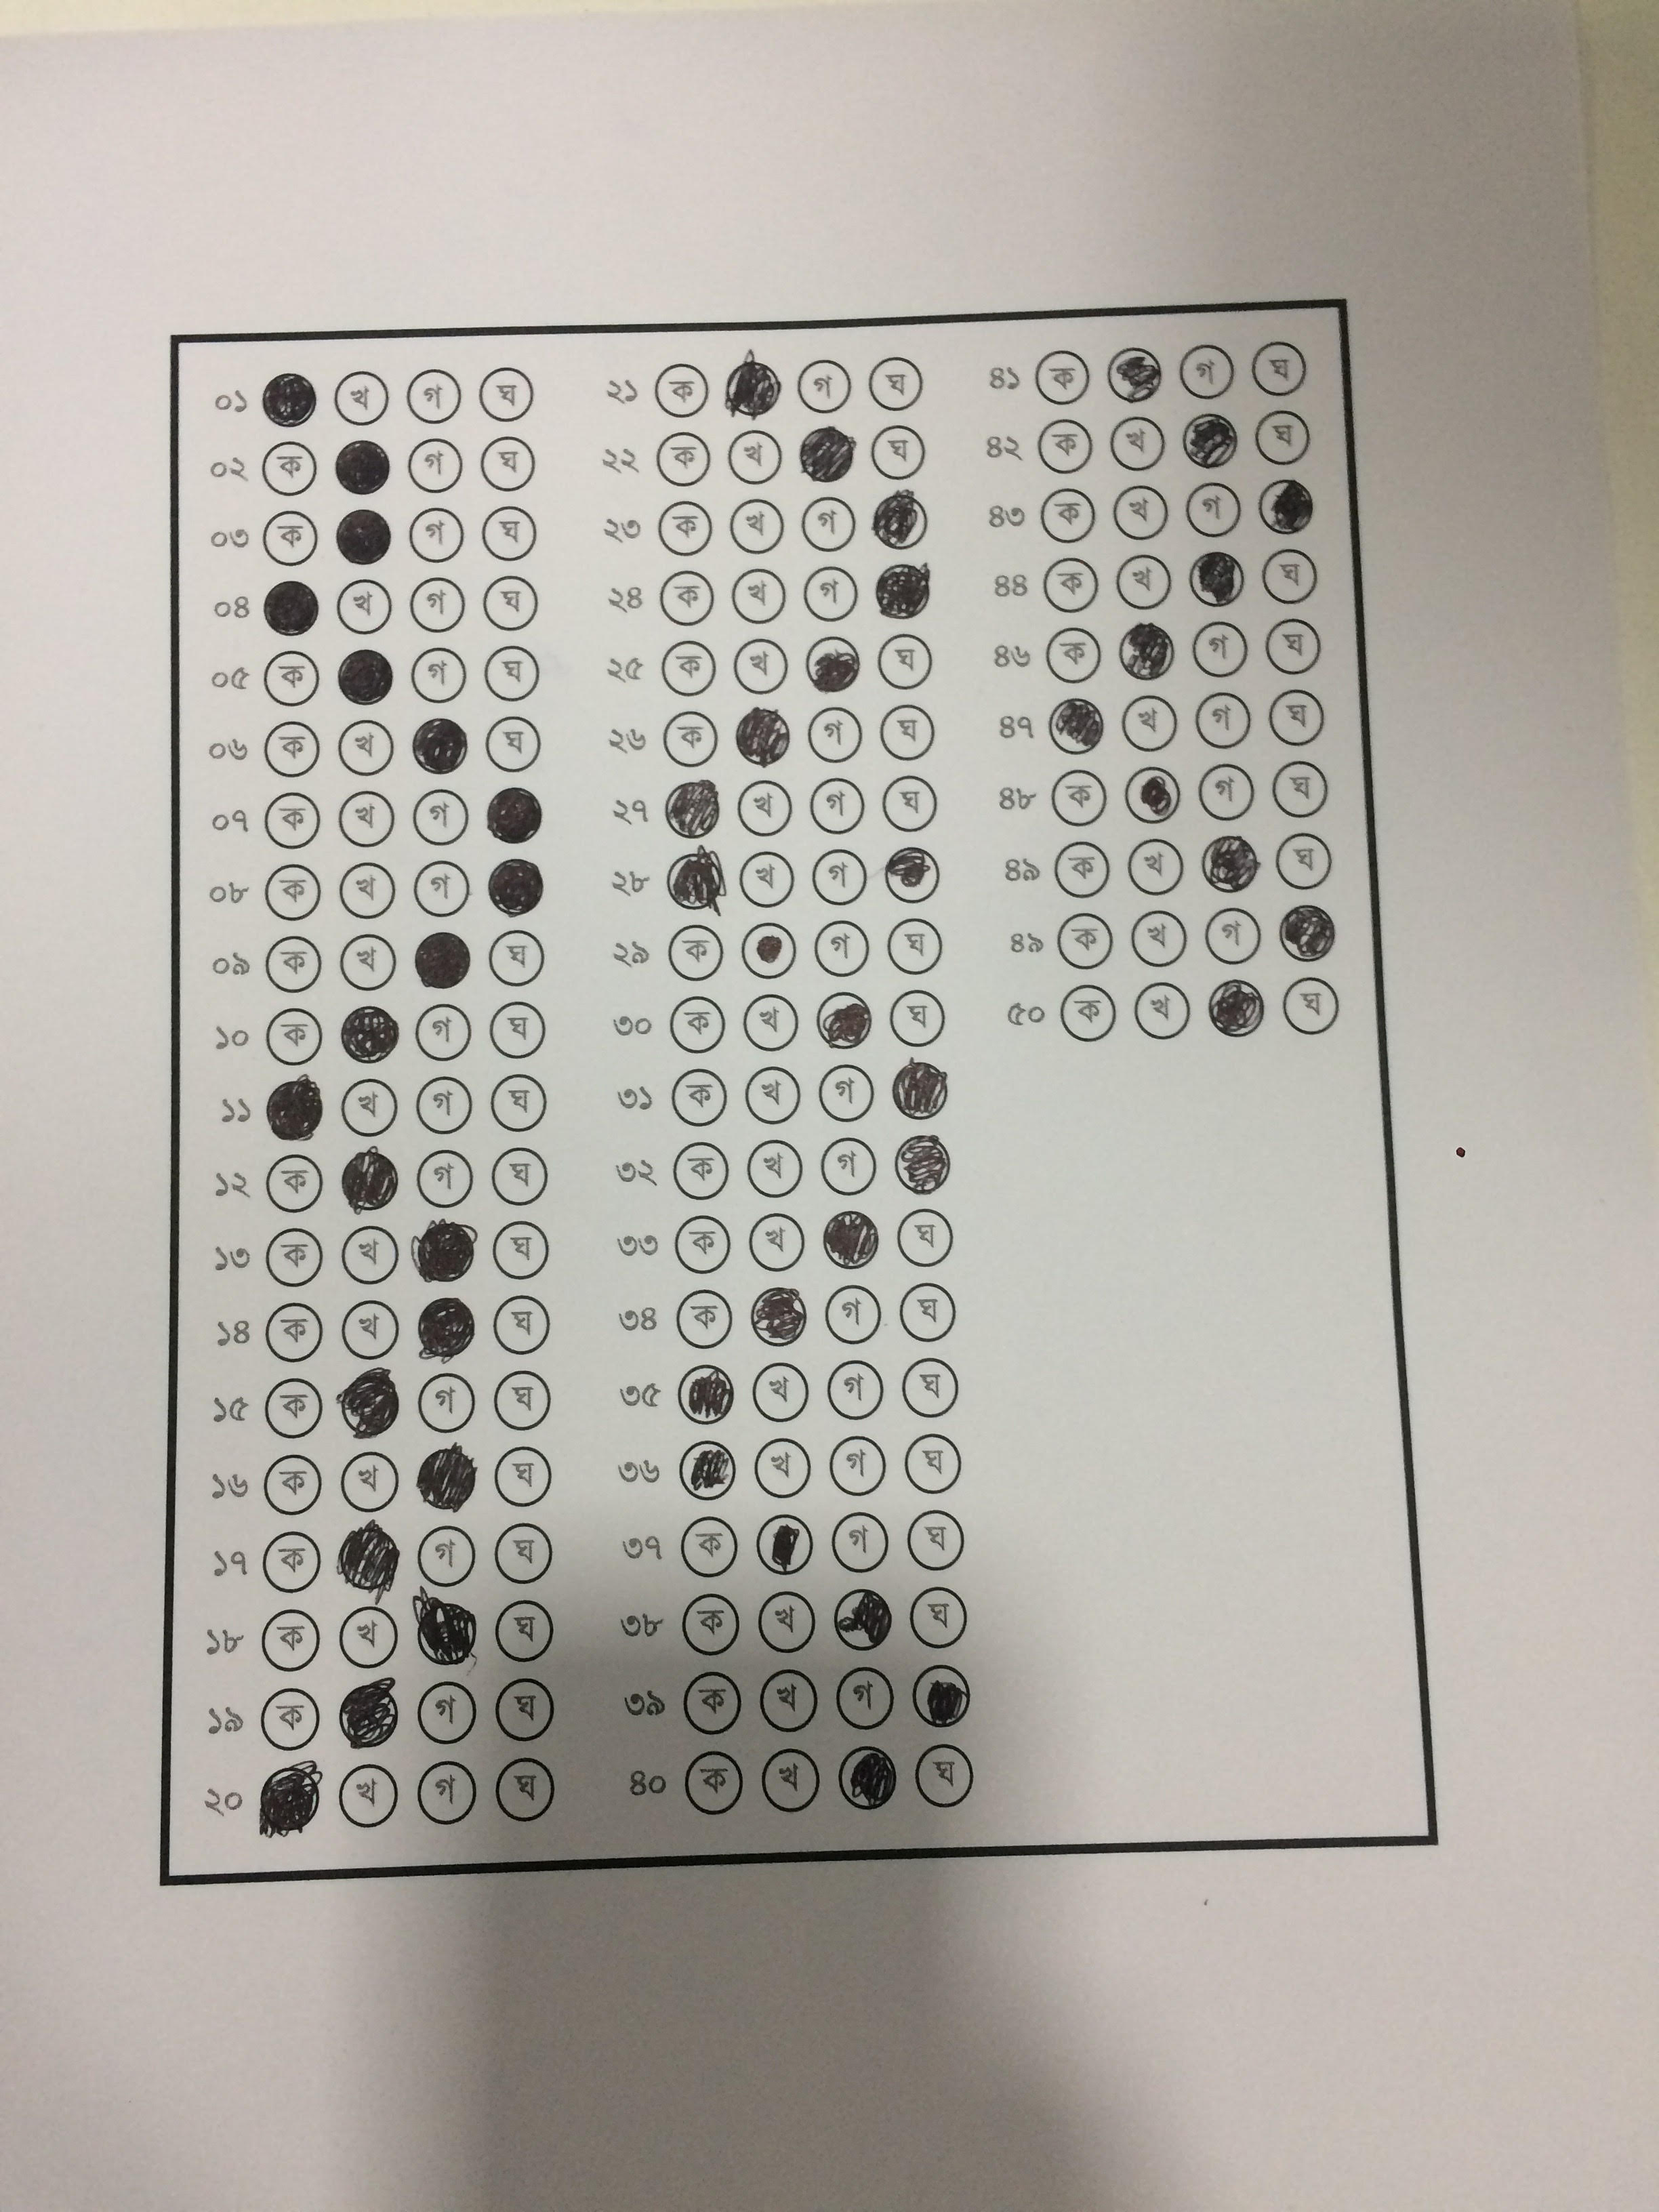 ০১ খ গ ঘ
০২ ক গ ঘ
০৩ ক গ ঘ
০৪ খ গ ঘ
০৫ ক গ ঘ
০৬ ক খ ঘ
০৭ ক খ গ
০৮ ক খ গ
০৯ ক খ ঘ
১০ ক গ ঘ
১১ খ গ ঘ
১২ ক গ ঘ
১৩ ক খ ঘ
১৪ ক খ ঘ
১৫ ক গ ঘ
১৬ ক খ ঘ
১৭ ক গ ঘ
১৮ ক খ ঘ
১৯ ক গ ঘ
২০ খ গ ঘ
২১ ক গ ঘ
২২ ক খ ঘ
২৩ ক খ গ
২৪ ক খ গ
২৫ ক খ ঘ
২৬ ক গ ঘ
২৭ খ গ ঘ
২৮ খ গ
২৯ ক গ ঘ
৩০ ক খ ঘ
৩১ ক খ গ
৩২ ক খ গ
৩৩ ক খ ঘ
৩৪ ক গ ঘ
৩৫ খ গ ঘ
৩৬ খ গ ঘ
৩৭ ক গ ঘ
৩৮ ক খ ঘ
৩৯ ক খ গ
৪০ ক খ ঘ
৪১ ক গ ঘ
৪২ ক খ ঘ
৪৩ ক খ গ
৪৪ ক খ ঘ
৪৬ ক গ ঘ
৪৭ খ গ ঘ
৪৮ ক গ ঘ
৪৯ ক খ ঘ
৪৯ ক খ গ
৫০ ক খ ঘ